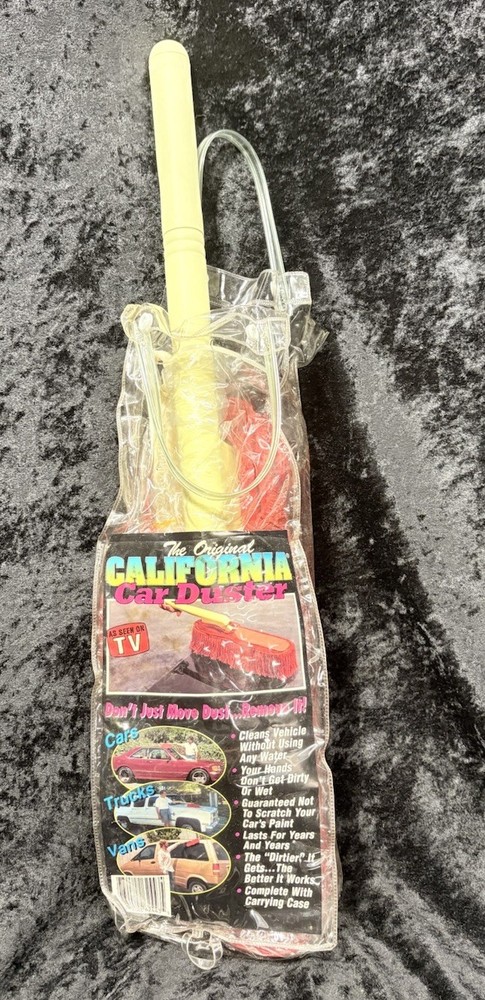 The Original
CALIFORNIA
Car Duster
AS SEEN ON
TV
Don't Just Move Dust...Remove It!
Cars
Trucks
Vans
• Cleans Vehicle
Without Using
Any Water
• Your Hands
Don't Get Dirty
Or Wet
• Guaranteed Not
To Scratch Your
Car's Paint
• Lasts For Years
And Years
• The "Dirtier" It
Gets...The
Better It Works
• Complete With
Carrying Case